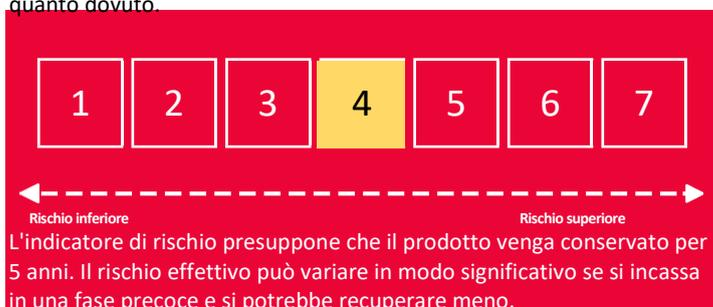 quanto dovuto.
1 2 3 4 5 6 7
Rischio inferiore Rischio superiore
L'indicatore di rischio presuppone che il prodotto venga conservato per
5 anni. Il rischio effettivo può variare in modo significativo se si incassa
in una fase precoce e si potrebbe recuperare meno.